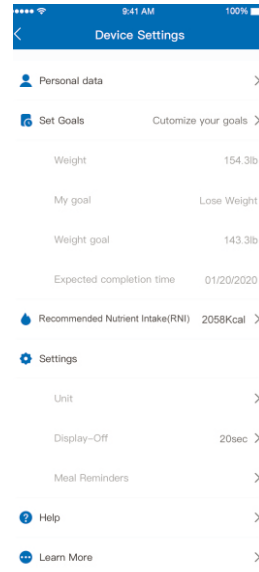 9:41 AM 100%
Device Settings
Personal data
Set Goals Cutomize your goals
Weight 154.3lb
My goal Lose Weight
Weight goal 143.3lb
Expected completion time 01/20/2020
Recommended Nutrient Intake(RNI) 2058Kcal
Settings
Unit
Display-Off 20sec
Meal Reminders
Help
Learn More